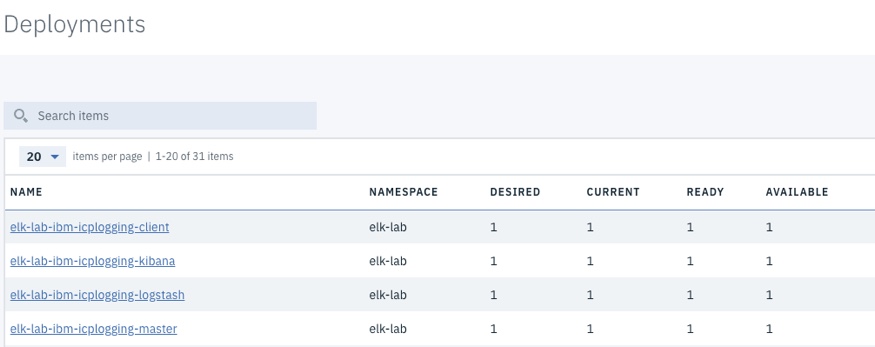 Deployments
Search items
20 items per page | 1-20 of 31 items
NAME NAMESPACE DESIRED CURRENT READY AVAILABLE
elk-lab-ibm-icplogging-client elk-lab 1 1 1 1
elk-lab-ibm-icplogging-kibana elk-lab 1 1 1 1
elk-lab-ibm-icplogging-logstash elk-lab 1 1 1 1
elk-lab-ibm-icplogging-master elk-lab 1 1 1 1